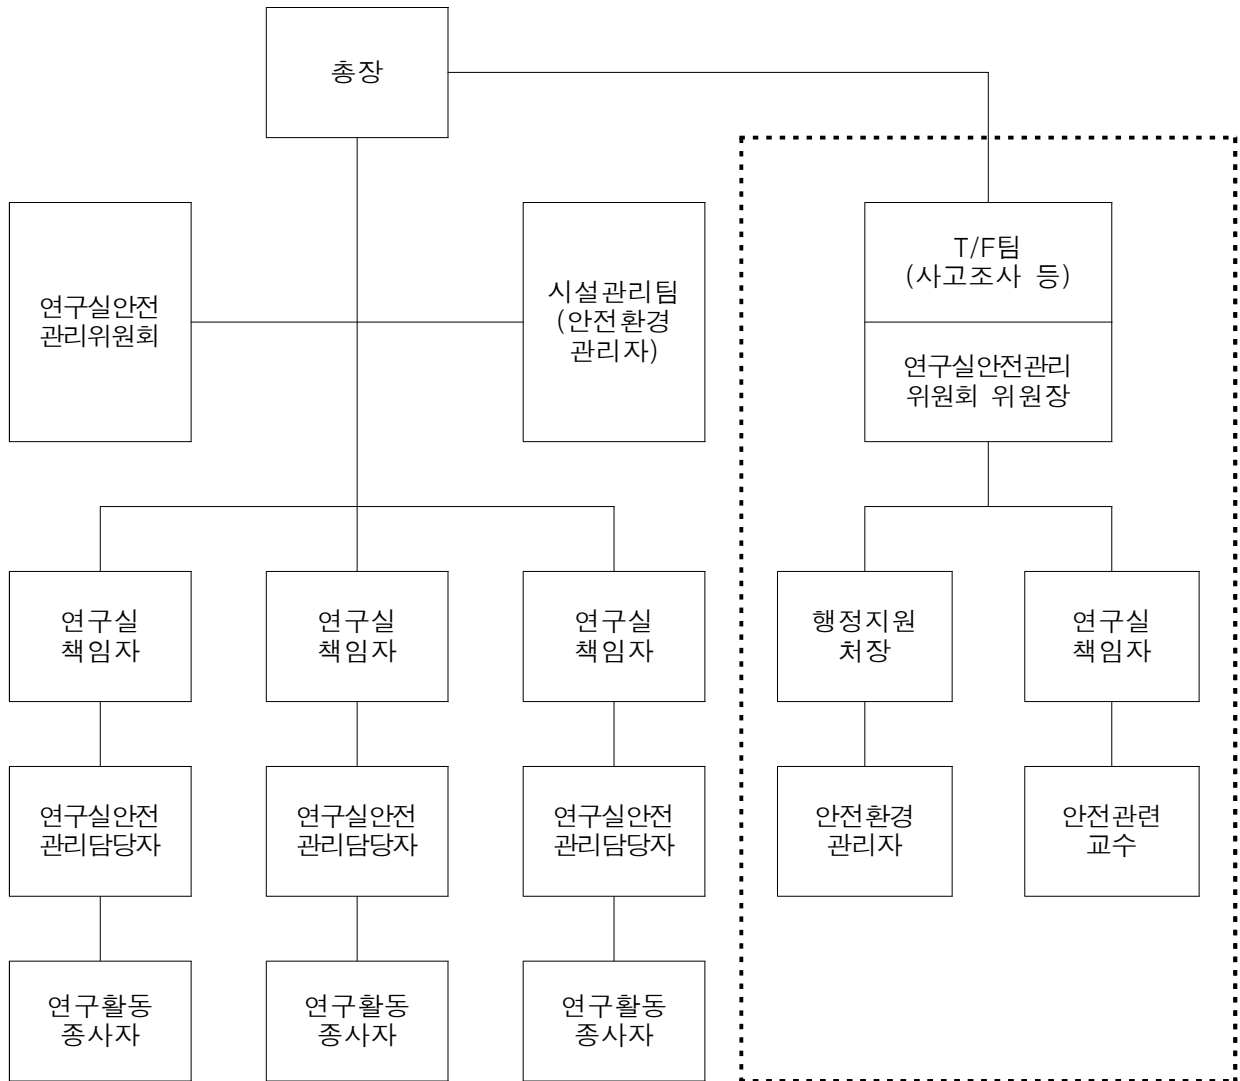 총장
연구실안전
관리위원회
시설관리팀
(안전환경
관리자)
T/F팀
(사고조사 등)
연구실안전관리
위원회 위원장
연구실
책임자
연구실
책임자
연구실
책임자
행정지원
처장
연구실
책임자
연구실안전
관리담당자
연구실안전
관리담당자
연구실안전
관리담당자
안전환경
관리자
안전관련
교수
연구활동
종사자
연구활동
종사자
연구활동
종사자